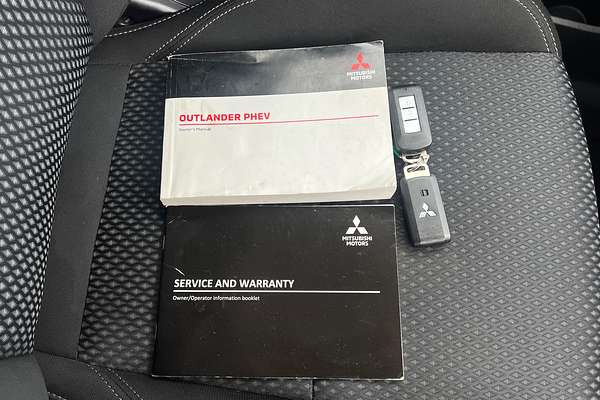 MITSUBISHI
MOTORS
OUTLANDER PHEV
Owner's Manual
MITSUBISHI
MOTORS
SERVICE AND WARRANTY
Owner/Operator information booklet